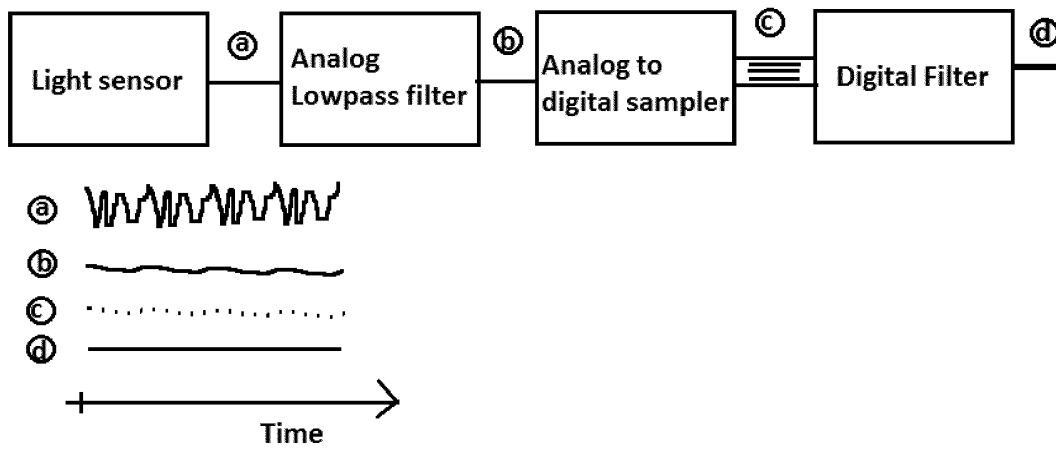 ⓐ
ⓑ
ⓒ
ⓓ
Light sensor
Analog
Lowpass filter
Analog to
digital sampler
Digital Filter
ⓐ
ⓑ
ⓒ
ⓓ
Time